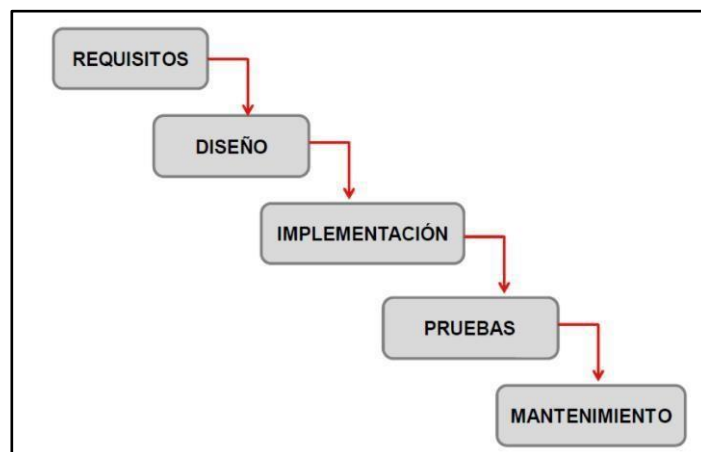 REQUISITOS
DISEÑO
IMPLEMENTACIÓN
PRUEBAS
MANTENIMIENTO